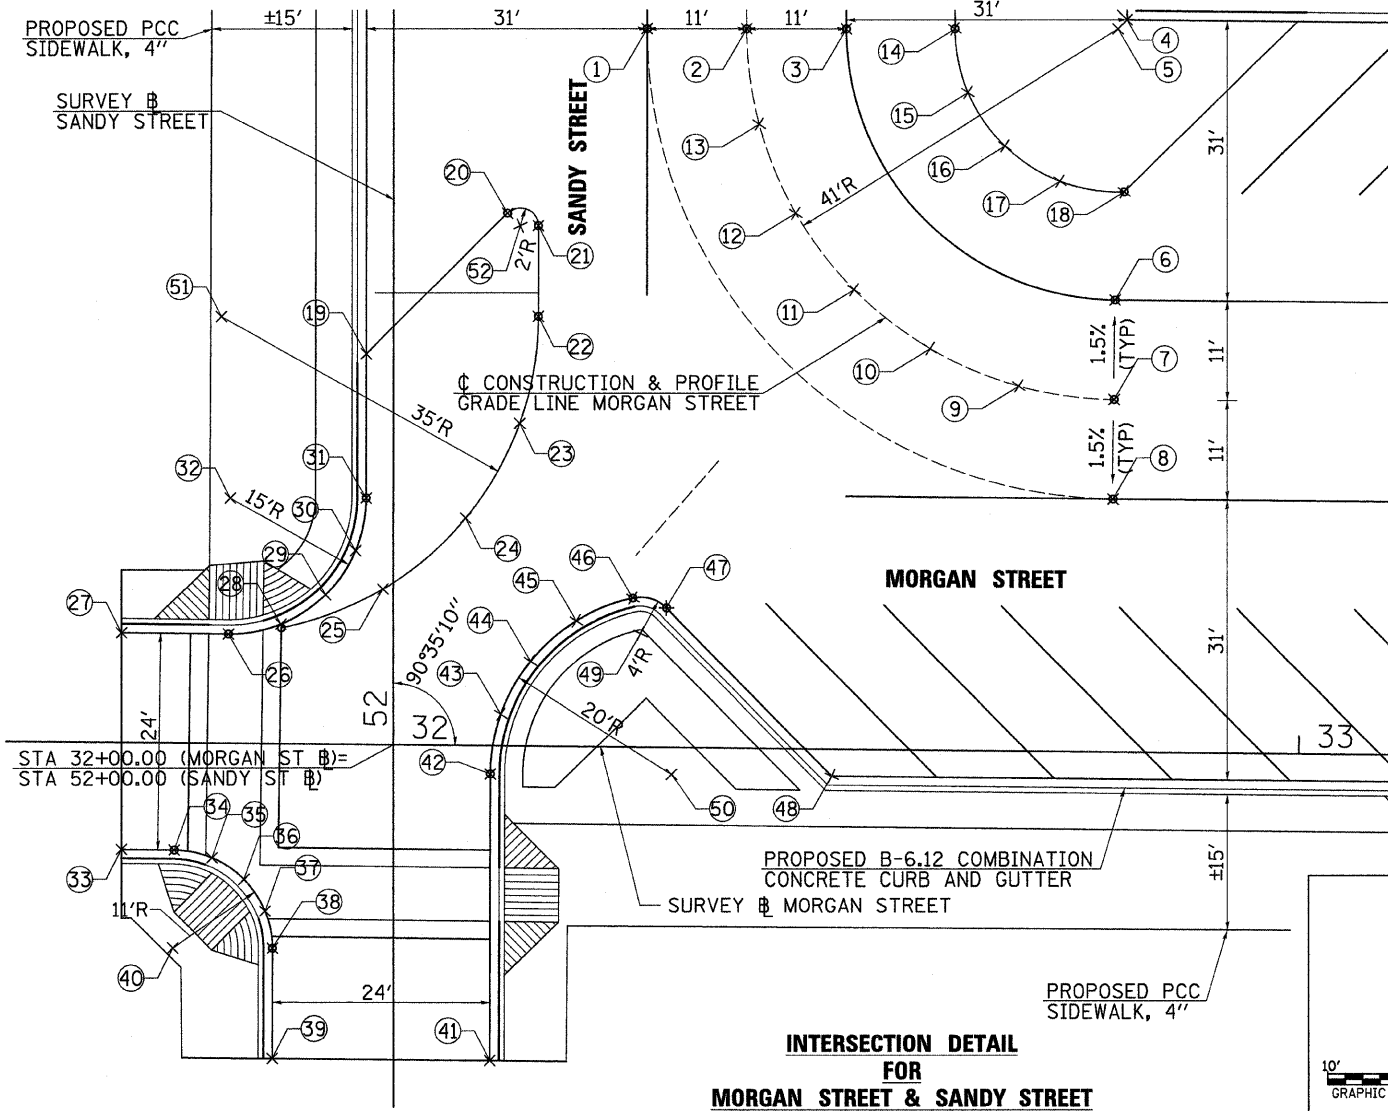 ±15'
31'
11'
11'
31'
PROPOSED PCC
SIDEWALK, 4"
1
2
3
14
4
5
SURVEY ℄
SANDY STREET
SANDY STREET
13
15
16
31'
20
12
41'R
17
18
52
2'R
21
6
51
19
11
22
10
1.5%
(TYP)
7
11'
℄ CONSTRUCTION & PROFILE
GRADE LINE MORGAN STREET
9
35'R
23
31
32
15'R
30
1.5%
(TYP)
8
11'
24
29
28
46
47
45
MORGAN STREET
27
25
44
26
90°35'10"
43
49
4'R
31'
24'
52
32
20'R
33
STA 32+00.00 (MORGAN ST B)=
STA 52+00.00 (SANDY ST B)
42
50
48
34
35
36
33
37
PROPOSED B-6.12 COMBINATION
CONCRETE CURB AND GUTTER
±15'
11'R
38
SURVEY B MORGAN STREET
40
24'
PROPOSED PCC
SIDEWALK, 4"
39
41
INTERSECTION DETAIL
FOR
MORGAN STREET & SANDY STREET
10'
GRAPHIC